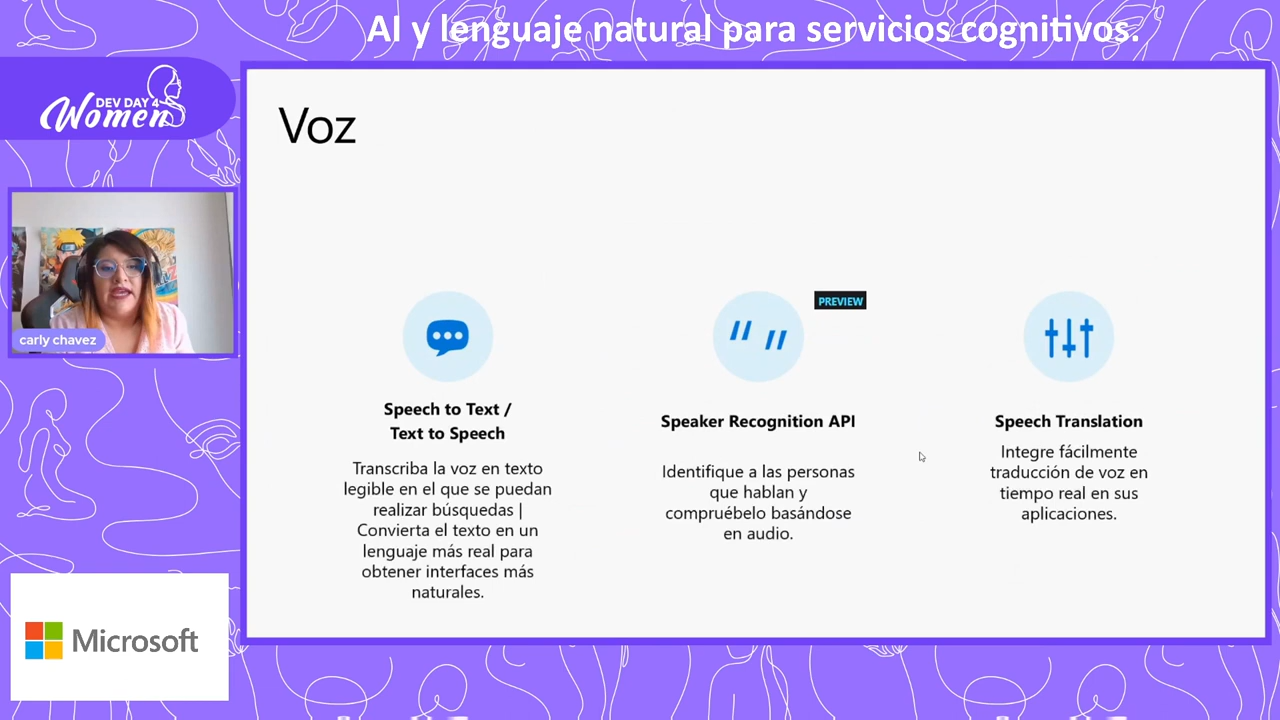 AI y lenguaje natural para servicios cognitivos.
DEV DAY 4
Women
carly chavez
Microsoft
Voz
Speech to Text /
Text to Speech
Transcriba la voz en texto
legible en el que se puedan
realizar búsquedas |
Convierta el texto en un
lenguaje más real para
obtener interfaces más
naturales.
PREVIEW
Speaker Recognition API
Identifique a las personas
que hablan y
compruébelo basándose
en audio.
Speech Translation
Integre fácilmente
traducción de voz en
tiempo real en sus
aplicaciones.